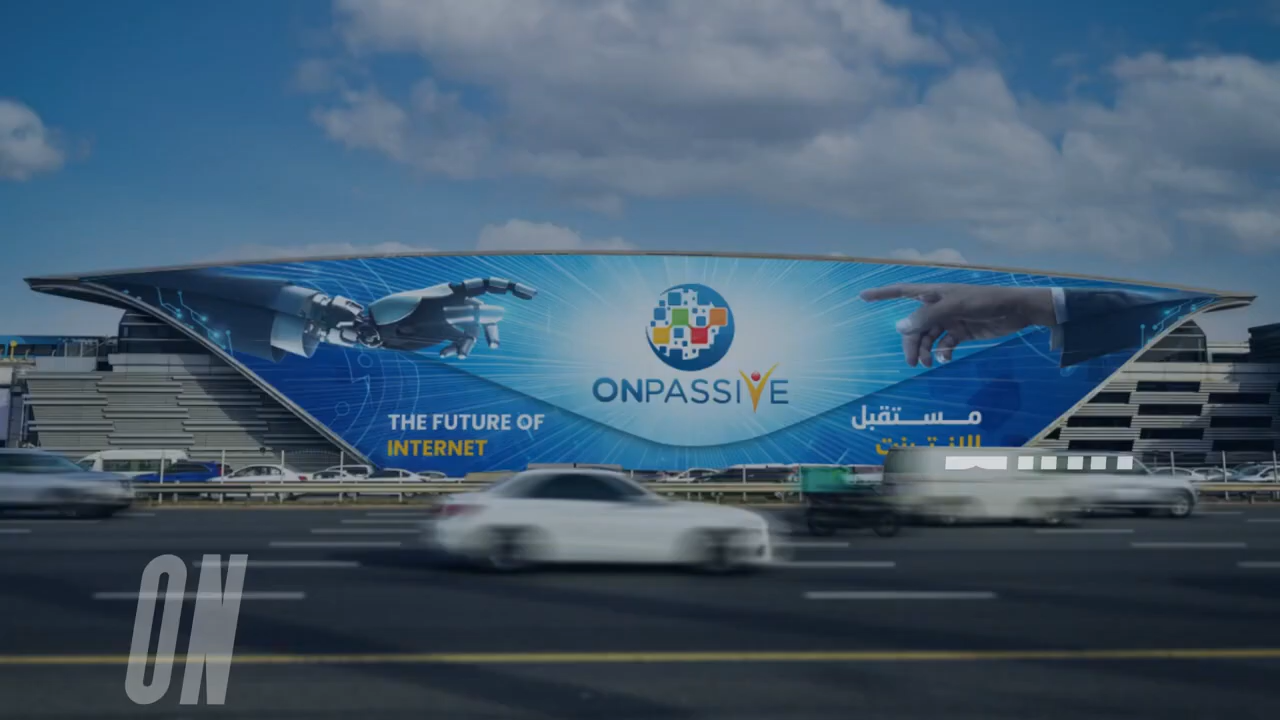 ONPASSIVE
THE FUTURE OF
INTERNET
مستقبل
ON